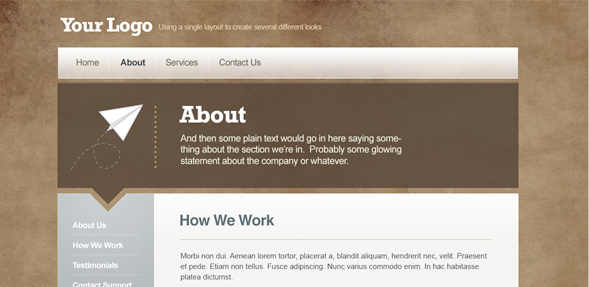 Your Logo Using a single layout to create several different looks
Home About Services Contact Us
About
And then some plain text would go in here saying some-
thing about the section we're in. Probably some glowing
statement about the company or whatever.
About Us
How We Work
Testimonials
Contact Support
How We Work
Morbi non dui. Aenean lorem tortor, placerat a, blandit aliquam, hendrerit nec, velit. Praesent
et pede. Etiam non tellus. Fusce adipiscing. Nunc varius commodo enim. In hac habitasse
platea dictumst.